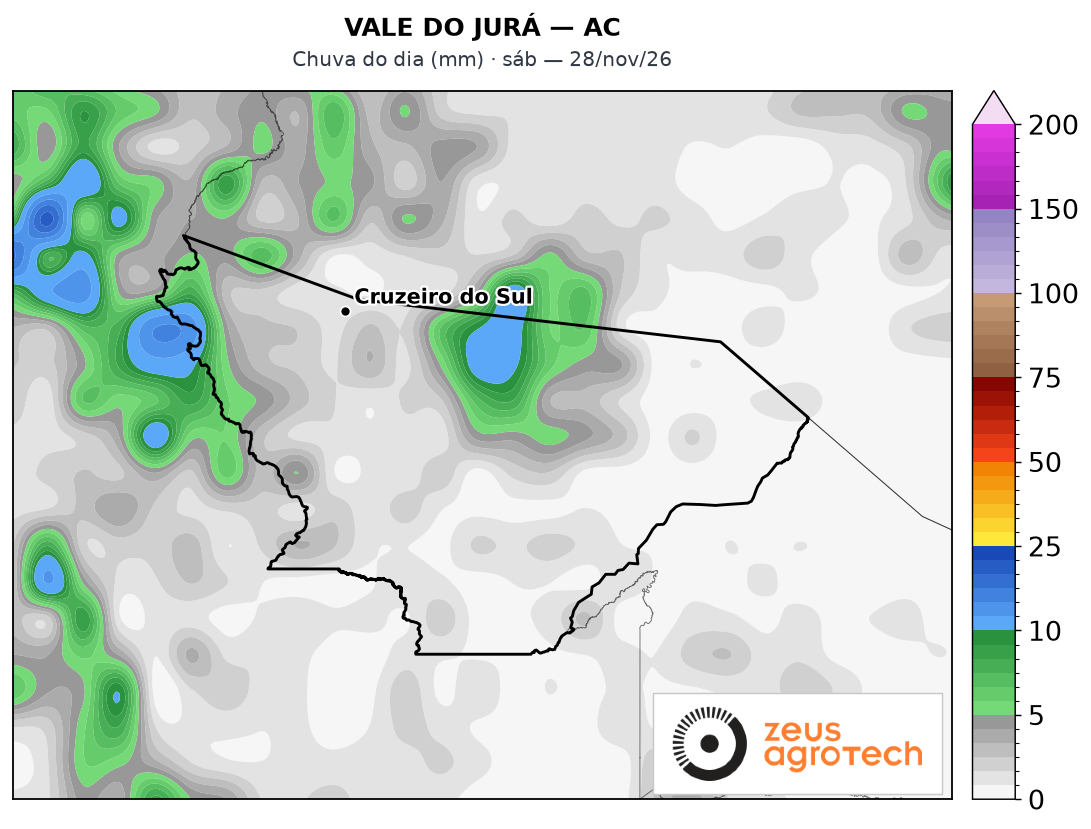 VALE DO JURÁ — AC
Chuva do dia (mm) · sáb — 28/nov/26
Cruzeiro do Sul
200
150
100
75
50
25
10
5
0
zeus
agrotech